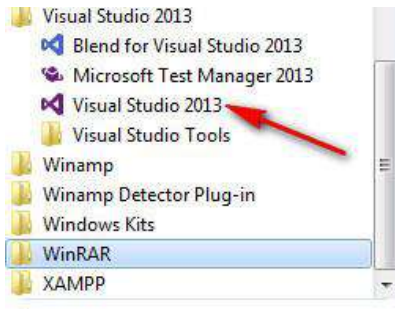 Visual Studio 2013
Blend for Visual Studio 2013
Microsoft Test Manager 2013
Visual Studio 2013
Visual Studio Tools
Winamp
Winamp Detector Plug-in
Windows Kits
WinRAR
XAMPP